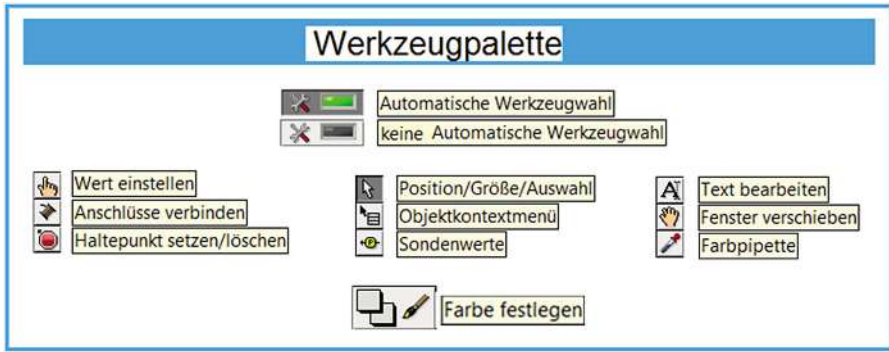 Werkzeugpalette
Automatische Werkzeugwahl
keine Automatische Werkzeugwahl
Wert einstellen
Anschlüsse verbinden
Haltepunkt setzen/löschen
Position/Größe/Auswahl
Objektkontextmenü
Sondenwerte
Text bearbeiten
Fenster verschieben
Farbpipette
Farbe festlegen